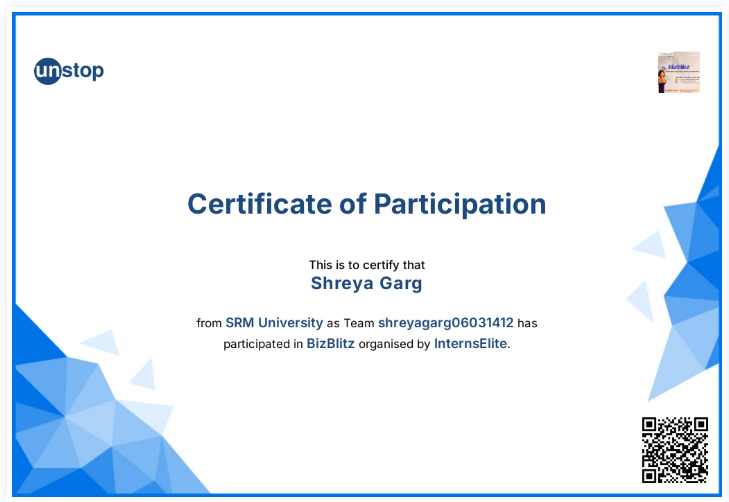 unstop
BizBlitz
Certificate of Participation
This is to certify that
Shreya Garg
from SRM University as Team shreyagarg06031412 has
participated in BizBlitz organised by InternsElite.